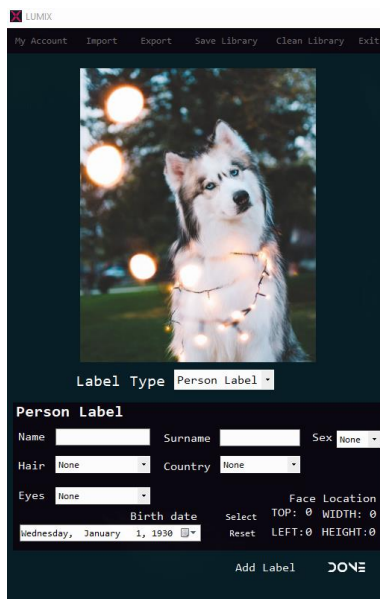 LUMIX
My Account Import Export Save Library Clean Library Exit
Label Type Person Label
Person Label
Name Surname Sex None
Hair None Country None
Eyes None Face Location
Birth date Select TOP: 0 WIDTH: 0
Wednesday, January 1, 1930 Reset LEFT:0 HEIGHT:0
Add Label DONE